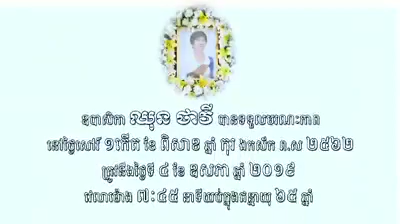 ឧបាសិកា ឈុន ថាវី បានទទួលមរណះភាព
នៅថ្ងៃសៅរ៍ ១កើត ខែ ពិសាខ ឆ្នាំ កុរ ឯកស័ក ព.ស ២៥៦២
ត្រូវនឹងថ្ងៃទី ៤ ខែ ឧសភា ឆ្នាំ ២០១៩
វេលាម៉ោង ៧:៤៥ នាទីយប់ក្នុងជន្មាយុ ៦៥ ឆ្នាំ